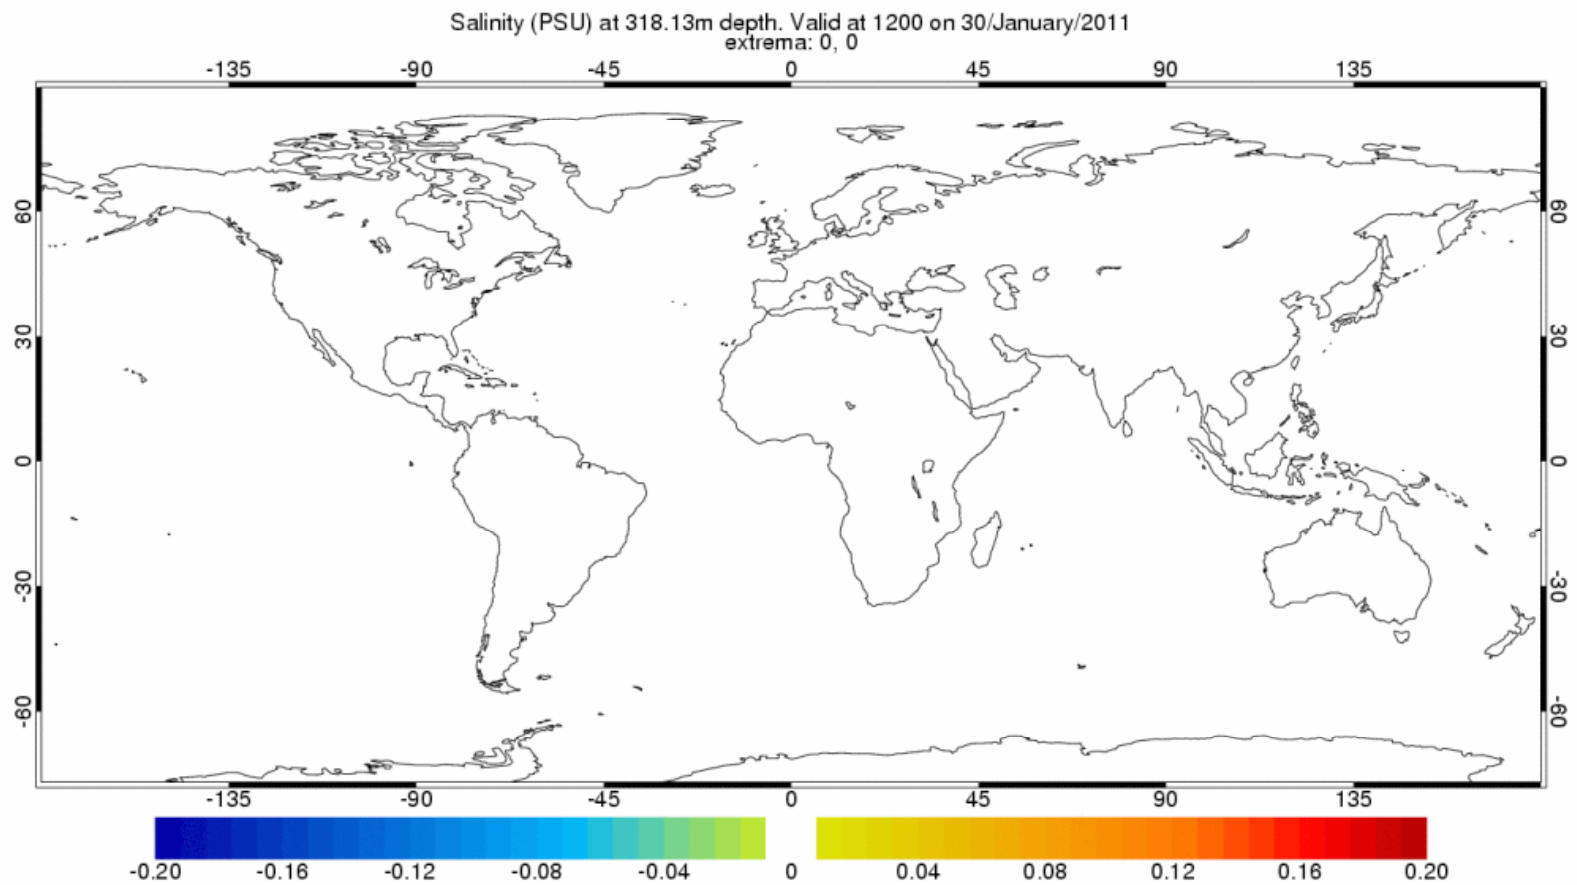 Salinity (PSU) at 318.13m depth. Valid at 1200 on 30/January/2011
extrema: 0, 0
-135 -90 -45 0 45 90 135
60 60
30 30
0 0
-30 -30
-60 -60
-135 -90 -45 0 45 90 135
-0.20 -0.16 -0.12 -0.08 -0.04 0 0.04 0.08 0.12 0.16 0.20